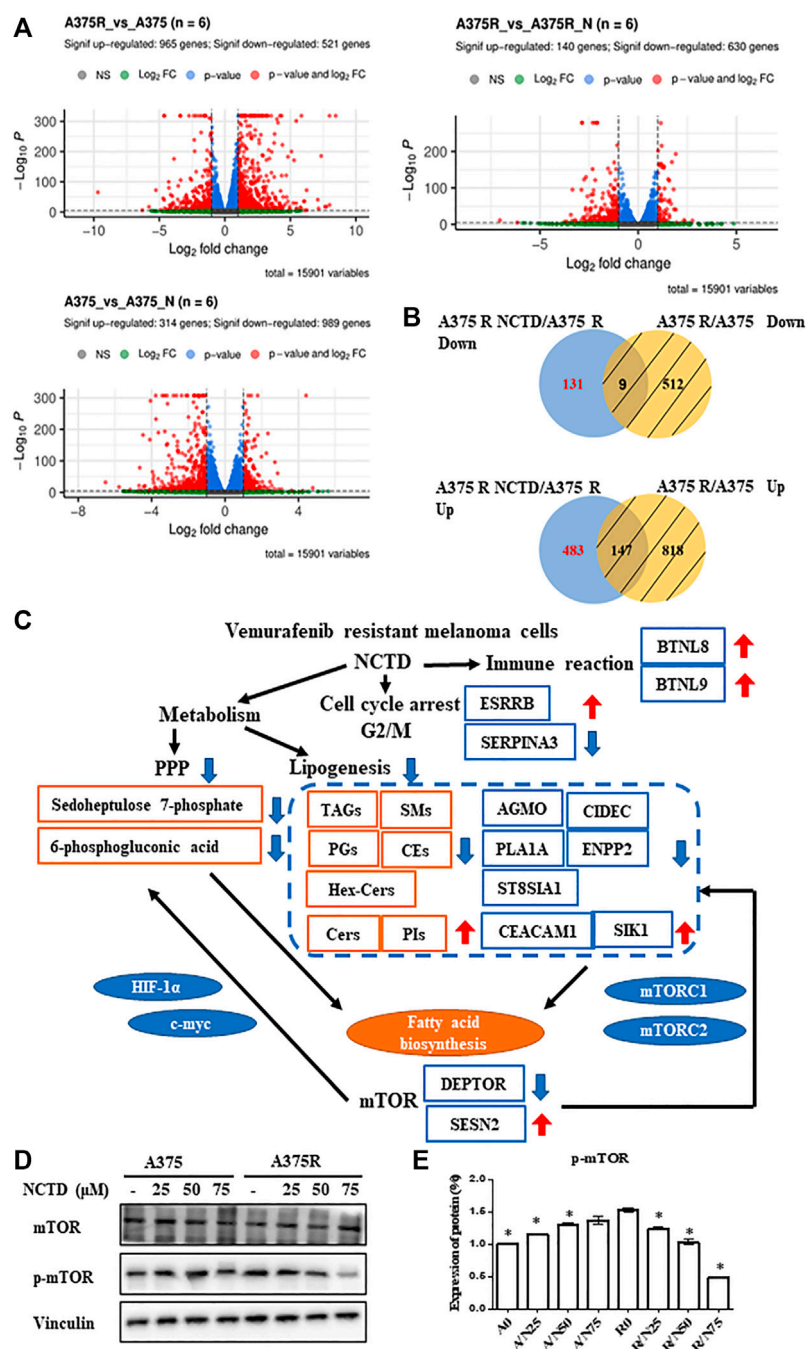 A
A375R_vs_A375 (n = 6)
Signif up-regulated: 965 genes; Signif down-regulated: 521 genes
NS Log2 FC p-value p − value and log2 FC
300
200
100
0
−Log10 P
−10 −5 0 5 10
Log2 fold change
total = 15901 variables
A375R_vs_A375R_N (n = 6)
Signif up-regulated: 140 genes; Signif down-regulated: 630 genes
NS Log2 FC p-value p − value and log2 FC
200
100
0
−Log10 P
−5 0 5
Log2 fold change
total = 15901 variables
A375_vs_A375_N (n = 6)
Signif up-regulated: 314 genes; Signif down-regulated: 989 genes
NS Log2 FC p-value p − value and log2 FC
300
200
100
0
−Log10 P
−8 −4 0 4
Log2 fold change
total = 15901 variables
B
A375 R NCTD/A375 R
Down
A375 R/A375 Down
131 9 512
A375 R NCTD/A375 R
Up
A375 R/A375 Up
483 147 818
C
Vemurafenib resistant melanoma cells
NCTD
Immune reaction
BTNL8
BTNL9
Metabolism
Cell cycle arrest
G2/M
ESRRB
SERPINA3
PPP
Lipogenesis
Sedoheptulose 7-phosphate
6-phosphogluconic acid
TAGs SMs
PGs CEs
Hex-Cers
Cers PIs
AGMO CIDEC
PLA1A ENPP2
ST8SIA1
CEACAM1 SIK1
HIF-1α
c-myc
Fatty acid
biosynthesis
mTORC1
mTORC2
mTOR
DEPTOR
SESN2
D
A375 A375R
NCTD (μM) - 25 50 75 - 25 50 75
mTOR
p-mTOR
Vinculin
E
p-mTOR
Expression of protein (%)
1.8
1.5
1.0
0.5
0.0
* * * * * *
A0 A/N25 A/N50 A/N75 R0 R/N25 R/N50 R/N75